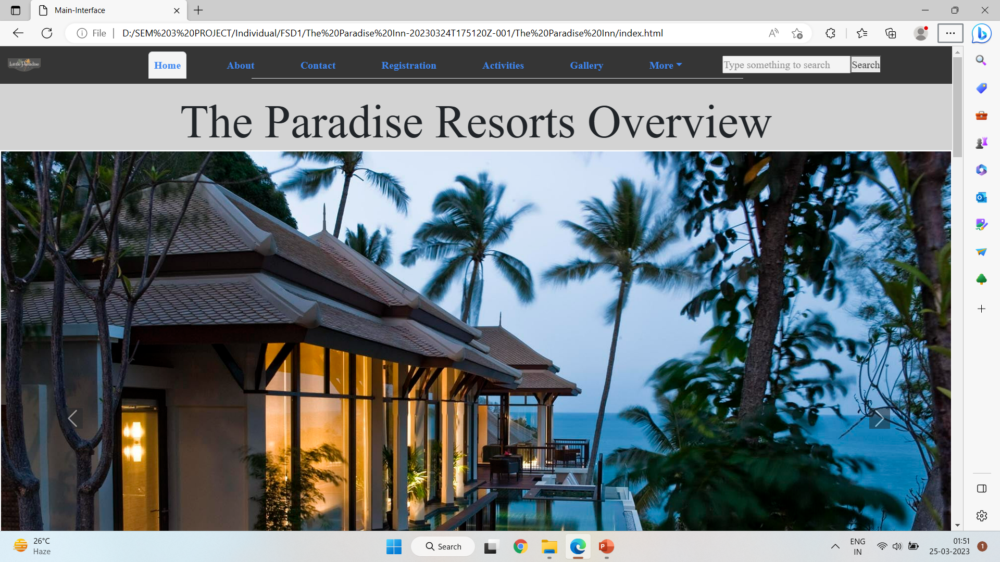 Main-Interface
File
D:/SEM%203%20PROJECT/Individual/FSD1/The%20Paradise%20Inn-20230324T175120Z-001/The%20Paradise%20Inn/index.html
Little Paradise
Home About Contact Registration Activities Gallery More Type something to search Search
The Paradise Resorts Overview
26°C
Haze
Search
ENG
IN
01:51
25-03-2023
1